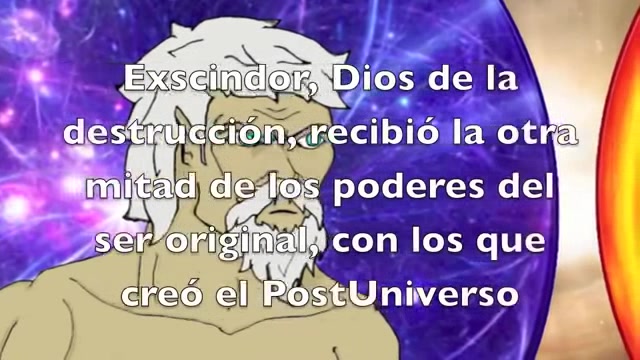 Exscindor, Dios de la
destrucción, recibió la otra
mitad de los poderes del
ser original, con los que
creó el PostUniverso